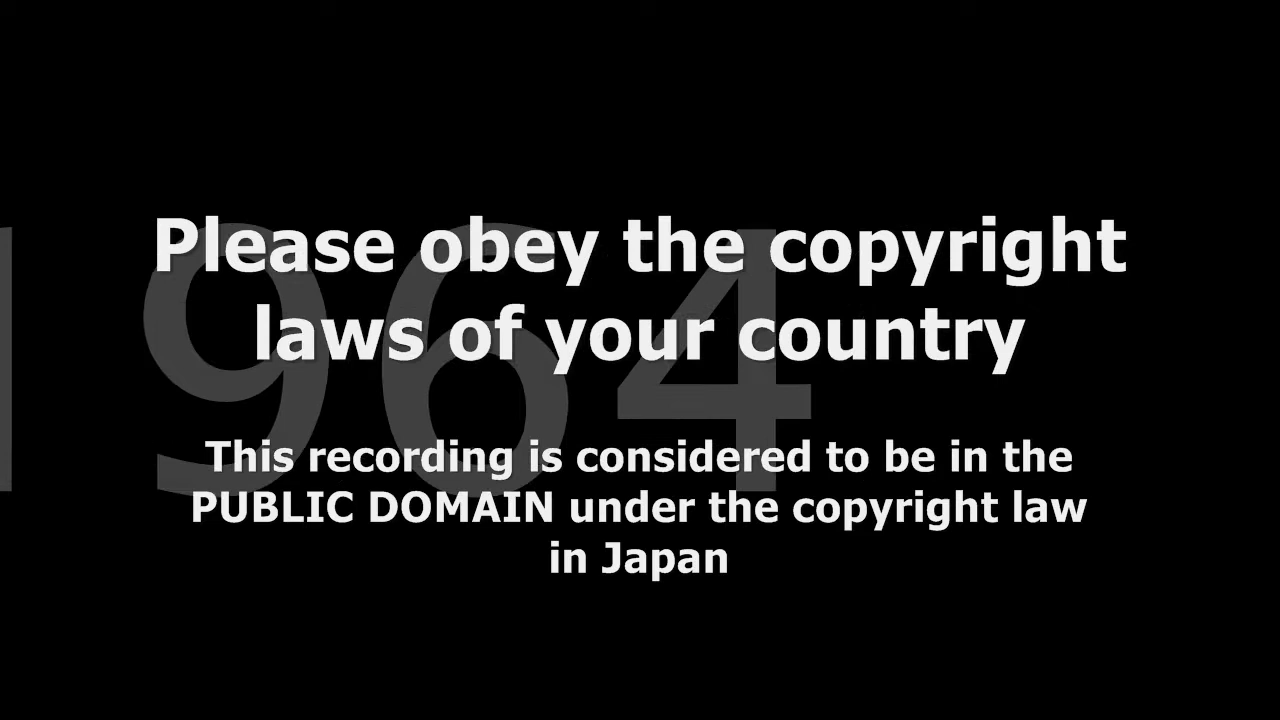 1964
Please obey the copyright
laws of your country
This recording is considered to be in the
PUBLIC DOMAIN under the copyright law
in Japan